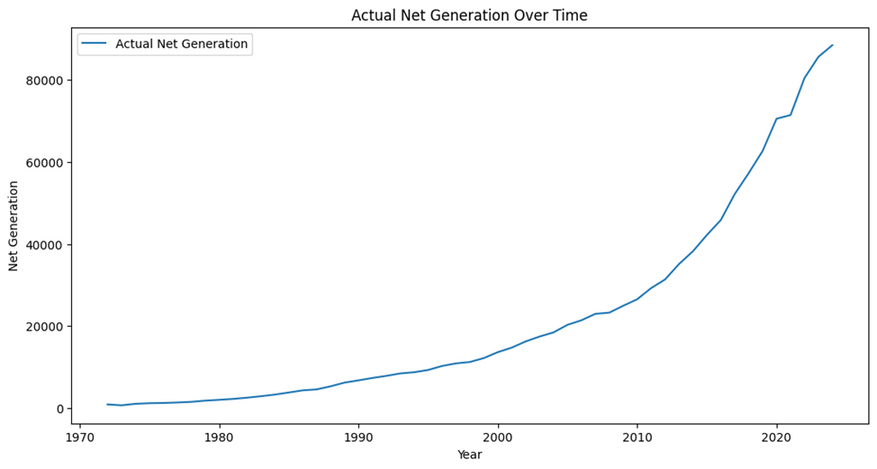 Actual Net Generation Over Time
Actual Net Generation
80000
60000
40000
20000
0
Net Generation
1970 1980 1990 2000 2010 2020
Year